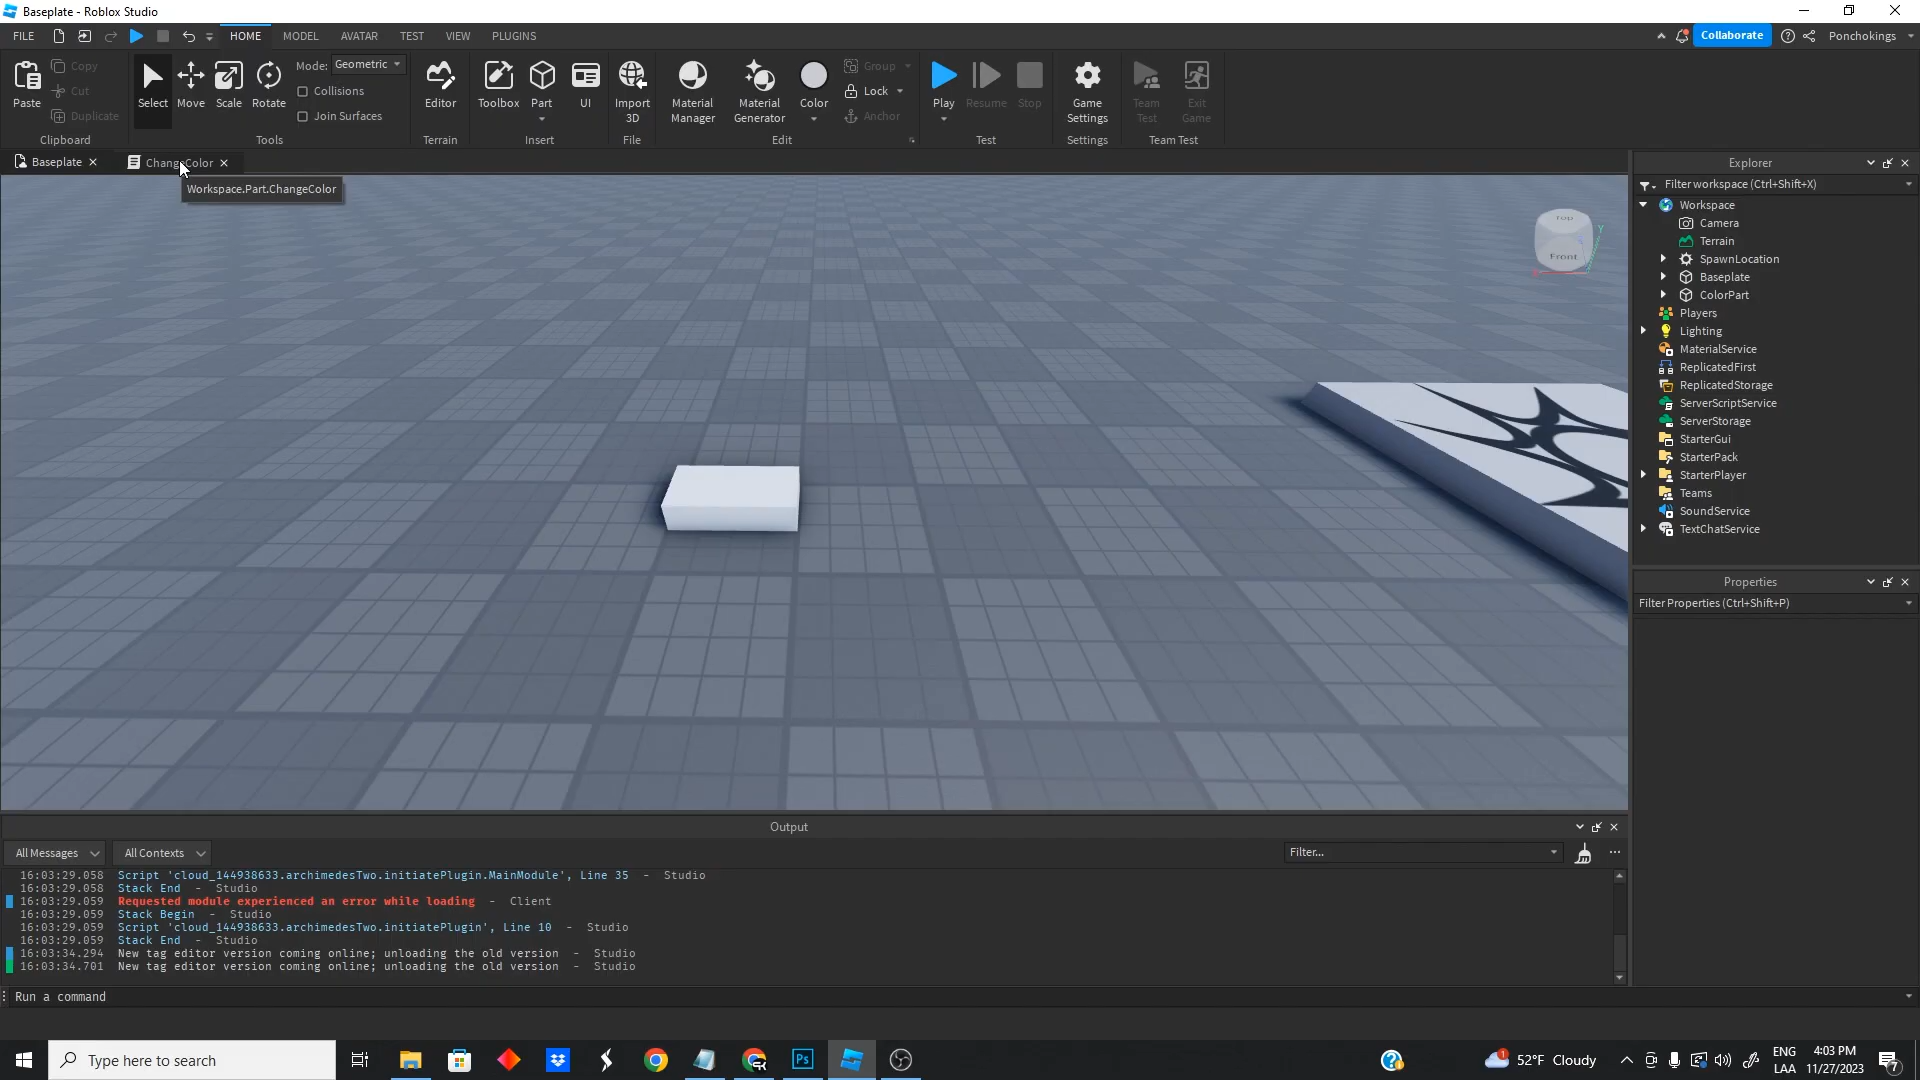 Baseplate - Roblox Studio
FILE
HOME
MODEL
AVATAR
TEST
VIEW
PLUGINS
Collaborate
Ponchokings
Paste
Copy
Cut
Duplicate
Clipboard
Select
Move
Scale
Rotate
Mode:
Geometric
Collisions
Join Surfaces
Tools
Editor
Terrain
Toolbox
Part
UI
Insert
Import
3D
File
Material
Manager
Material
Generator
Color
Group
Lock
Anchor
Edit
Play
Resume
Stop
Test
Game
Settings
Settings
Team
Test
Exit
Game
Team Test
Baseplate
ChangeColor
Workspace.Part.ChangeColor
Top
Front
Y
Explorer
Filter workspace (Ctrl+Shift+X)
Workspace
Camera
Terrain
SpawnLocation
Baseplate
ColorPart
Players
Lighting
MaterialService
ReplicatedFirst
ReplicatedStorage
ServerScriptService
ServerStorage
StarterGui
StarterPack
StarterPlayer
Teams
SoundService
TextChatService
Properties
Filter Properties (Ctrl+Shift+P)
Output
All Messages
All Contexts
Filter...
16:03:29.058 Script 'cloud_144938633.archimedesTwo.initiatePlugin.MainModule', Line 35 - Studio
16:03:29.058 Stack End - Studio
16:03:29.059 Requested module experienced an error while loading - Client
16:03:29.059 Stack Begin - Studio
16:03:29.059 Script 'cloud_144938633.archimedesTwo.initiatePlugin', Line 10 - Studio
16:03:29.059 Stack End - Studio
16:03:34.294 New tag editor version coming online; unloading the old version - Studio
16:03:34.701 New tag editor version coming online; unloading the old version - Studio
Run a command
Type here to search
Ps
1
52°F Cloudy
ENG
LAA
4:03 PM
11/27/2023
7